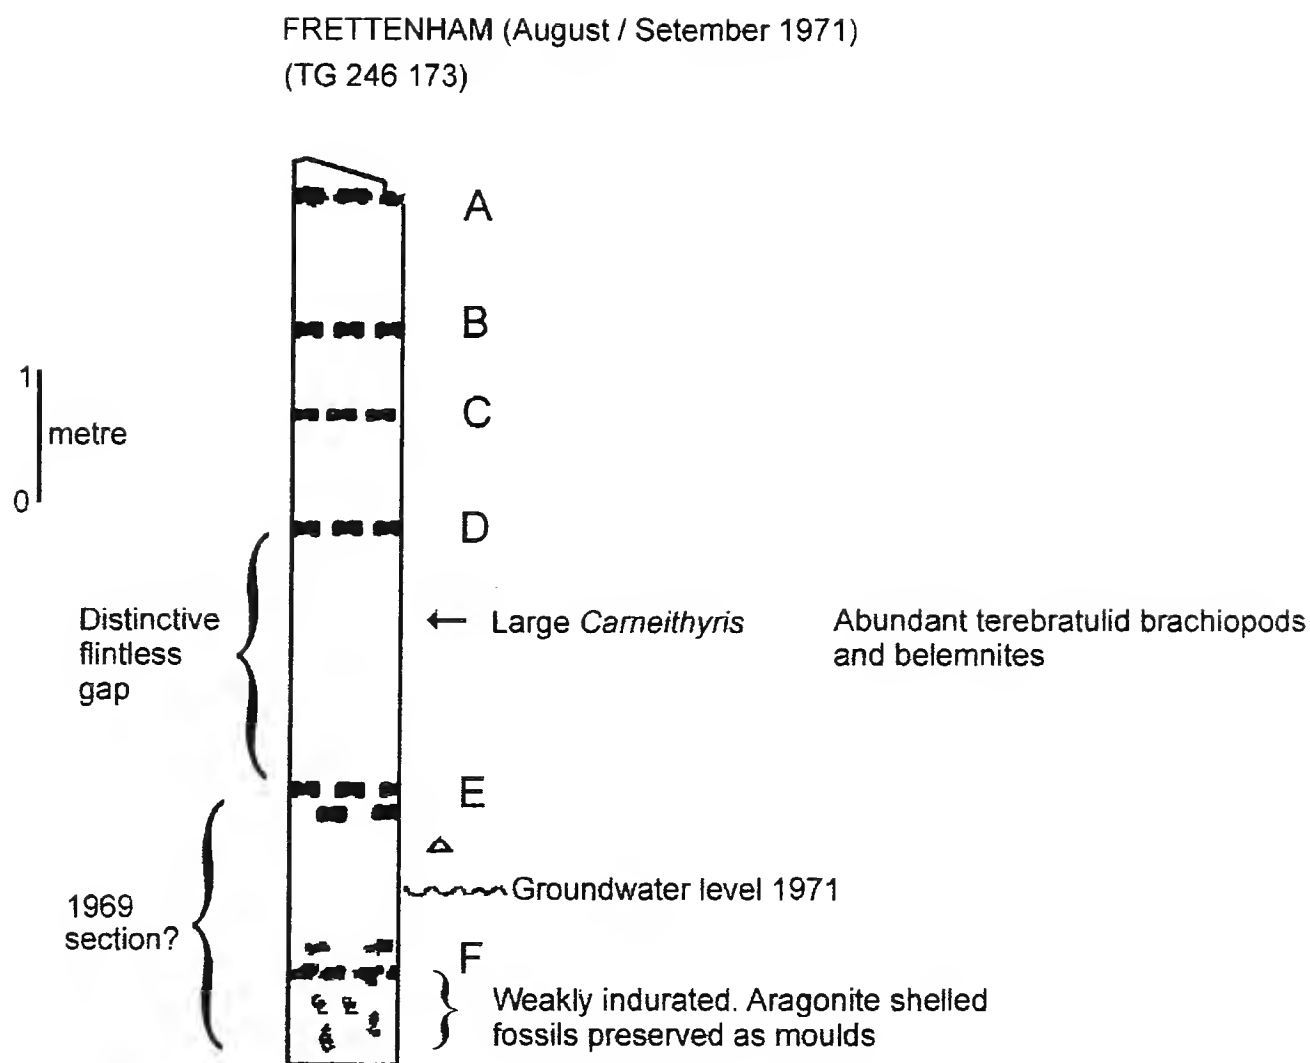 FRETTENHAM (August / Setember 1971)
(TG 246 173)
A
B
1
metre
0
C
D
Distinctive
flintless
gap
Large Carneithyris
Abundant terebratulid brachiopods
and belemnites
E
Groundwater level 1971
1969
section?
F
Weakly indurated. Aragonite shelled
fossils preserved as moulds